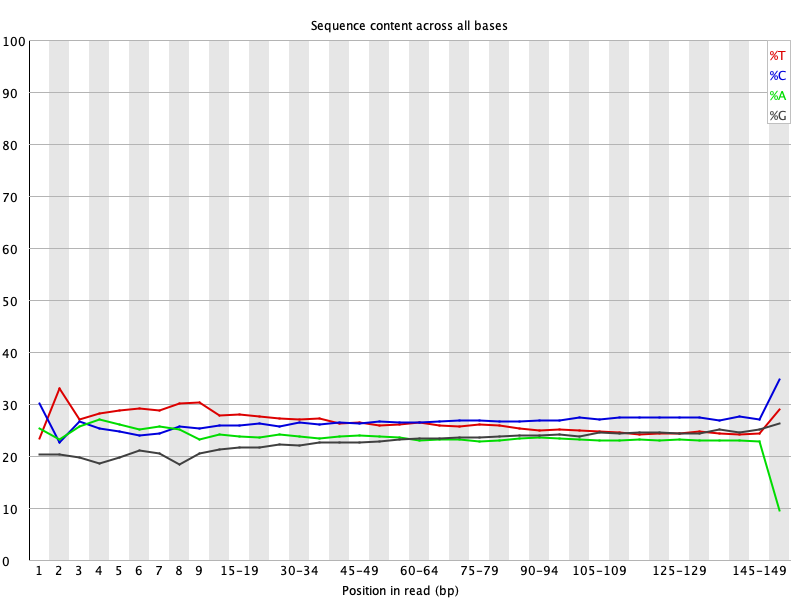 Sequence content across all bases
100
90
80
70
60
50
40
30
20
10
0
%T
%C
%A
%G
1 2 3 4 5 6 7 8 9 15-19 30-34 45-49 60-64 75-79 90-94 105-109 125-129 145-149
Position in read (bp)